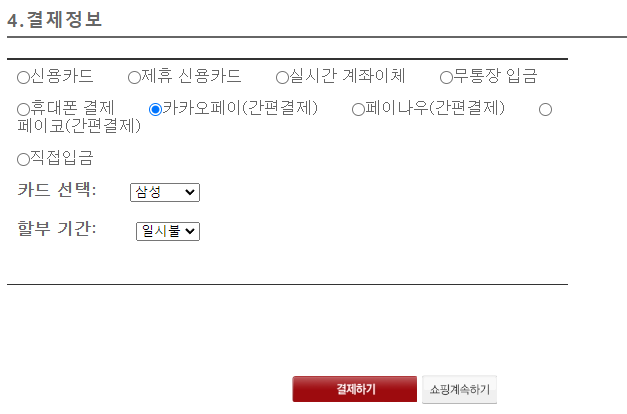 4.결제정보
신용카드 제휴 신용카드 실시간 계좌이체 무통장 입금
휴대폰 결제 카카오페이(간편결제) 페이나우(간편결제)
페이코(간편결제)
직접입금
카드 선택: 삼성
할부 기간: 일시불
결제하기 쇼핑계속하기